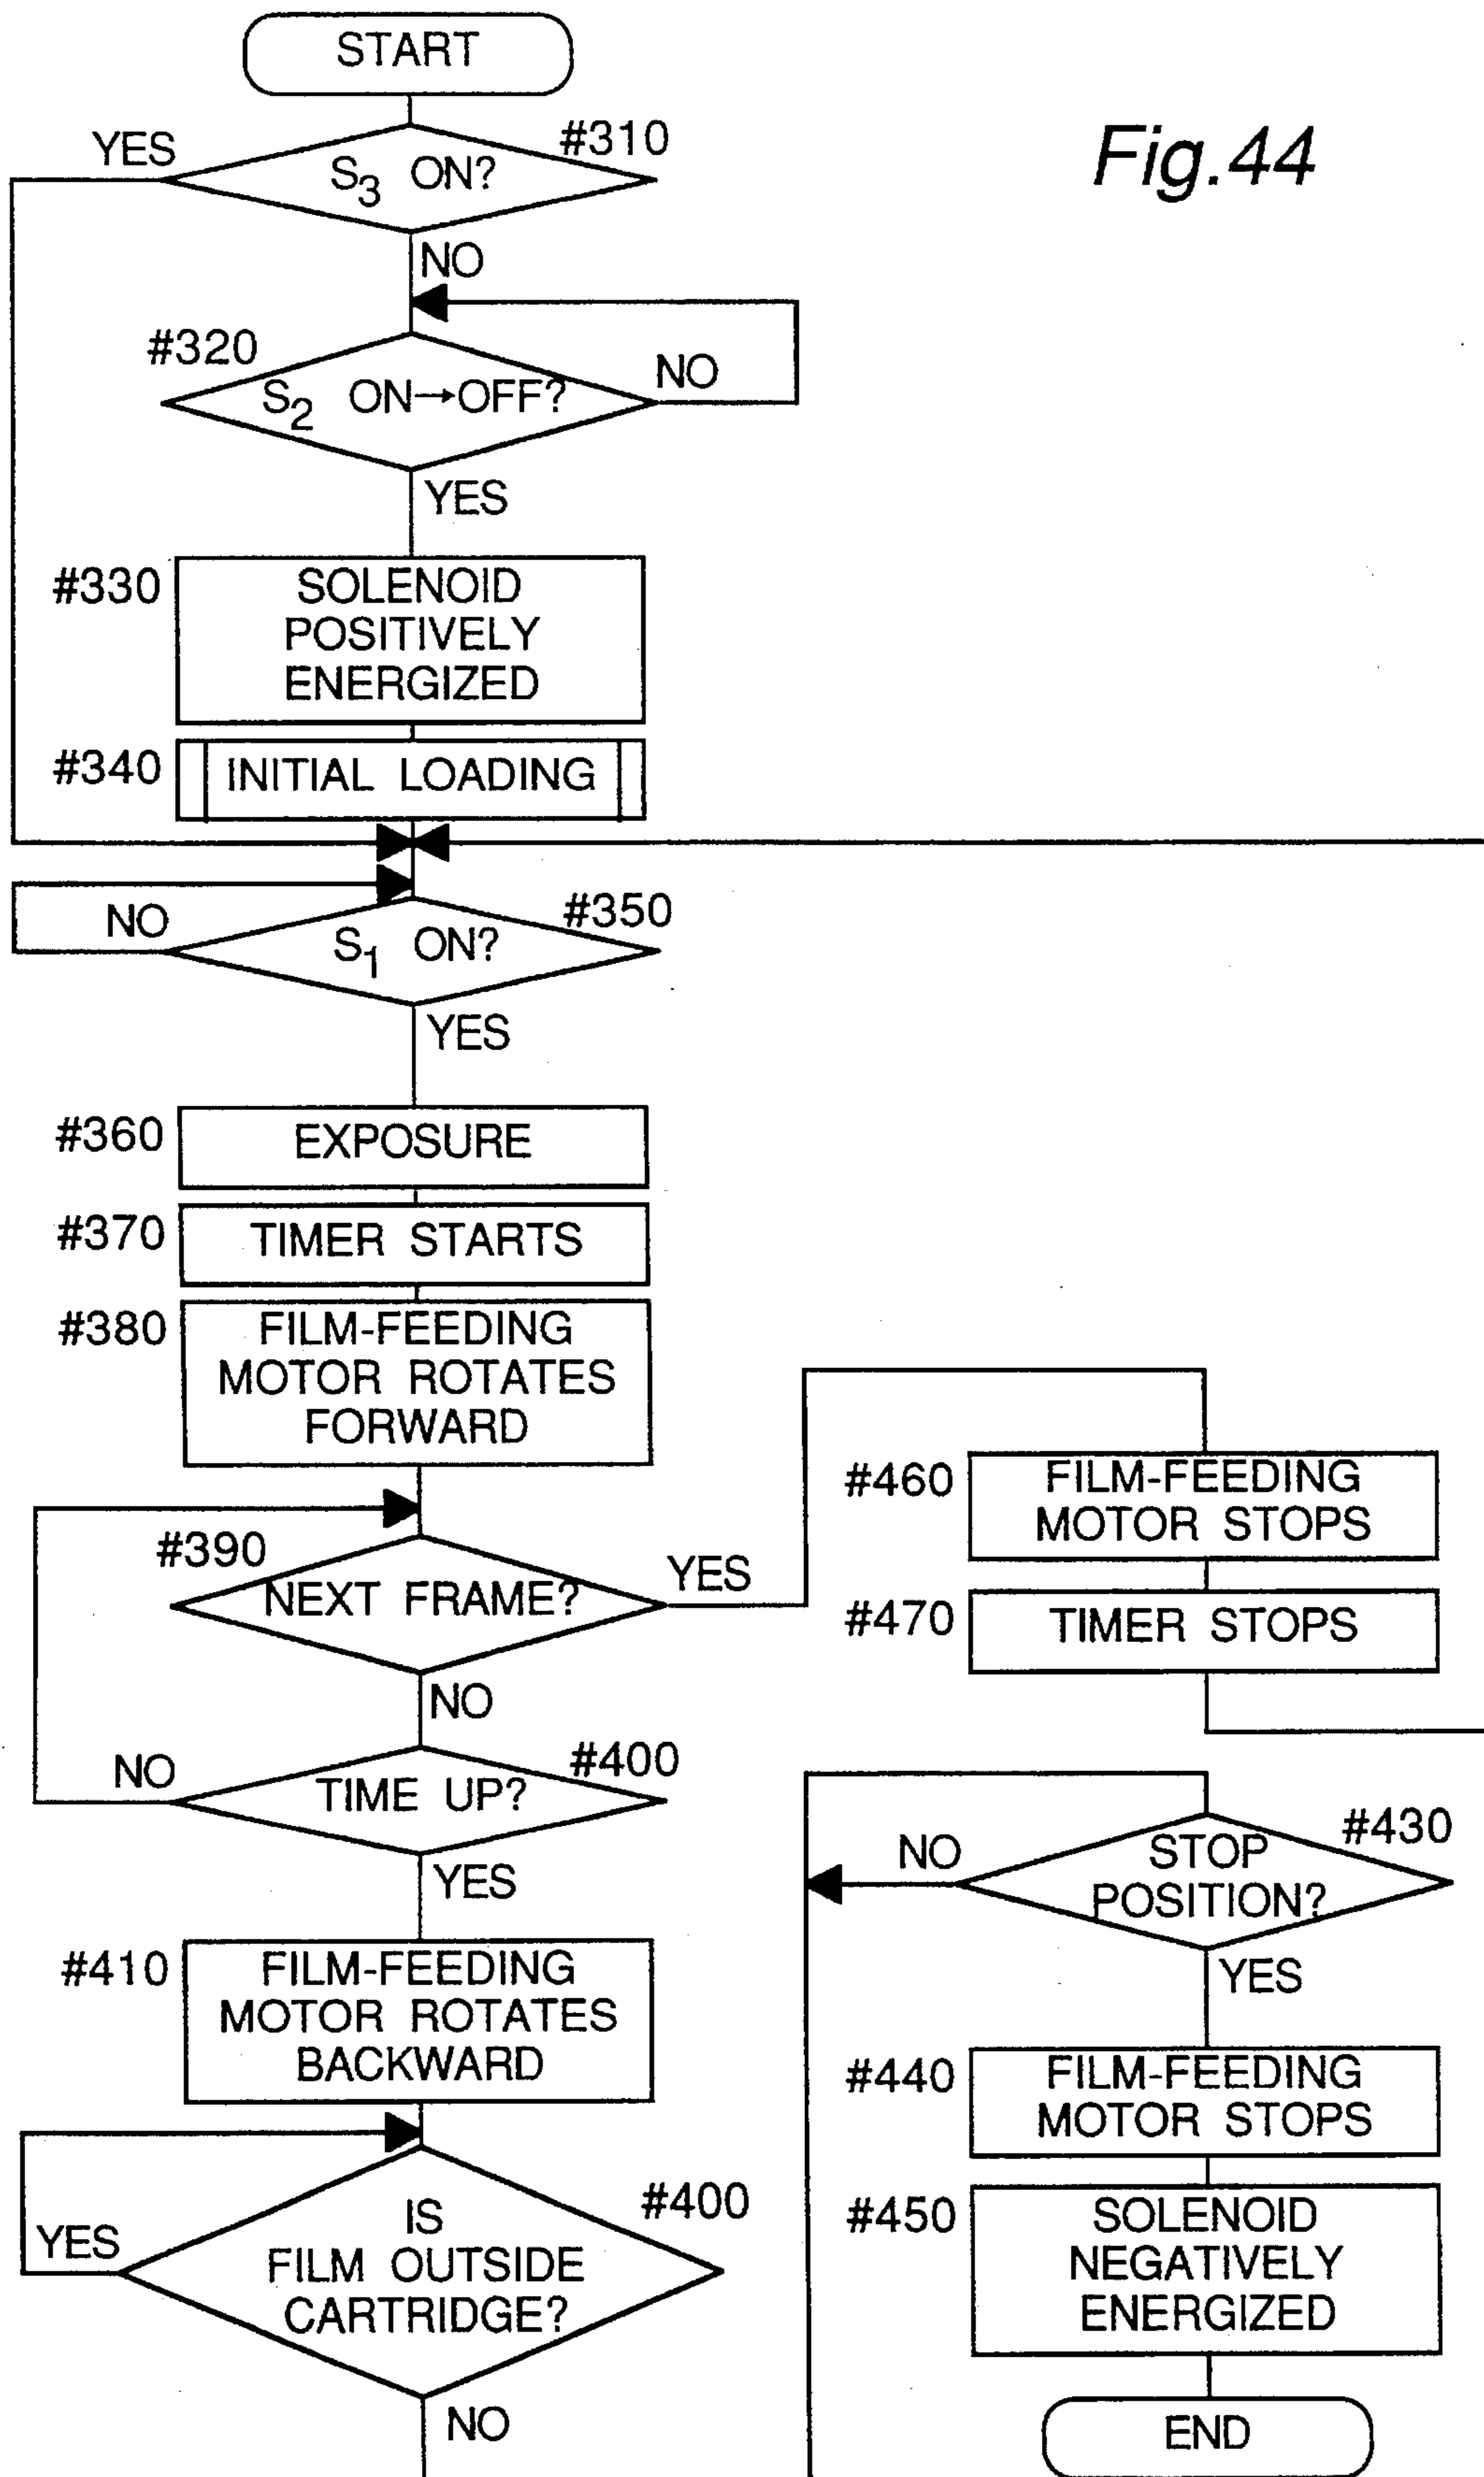 START
Fig.44
#310
YES
S3 ON?
NO
#320
S2 ON→OFF?
NO
YES
#330
SOLENOID
POSITIVELY
ENERGIZED
#340
INITIAL LOADING
NO
#350
S1 ON?
YES
#360
EXPOSURE
#370
TIMER STARTS
#380
FILM-FEEDING
MOTOR ROTATES
FORWARD
#390
NEXT FRAME?
YES
NO
#400
NO
TIME UP?
YES
#410
FILM-FEEDING
MOTOR ROTATES
BACKWARD
#400
YES
IS
FILM OUTSIDE
CARTRIDGE?
NO
#460
FILM-FEEDING
MOTOR STOPS
#470
TIMER STOPS
#430
NO
STOP
POSITION?
YES
#440
FILM-FEEDING
MOTOR STOPS
#450
SOLENOID
NEGATIVELY
ENERGIZED
END